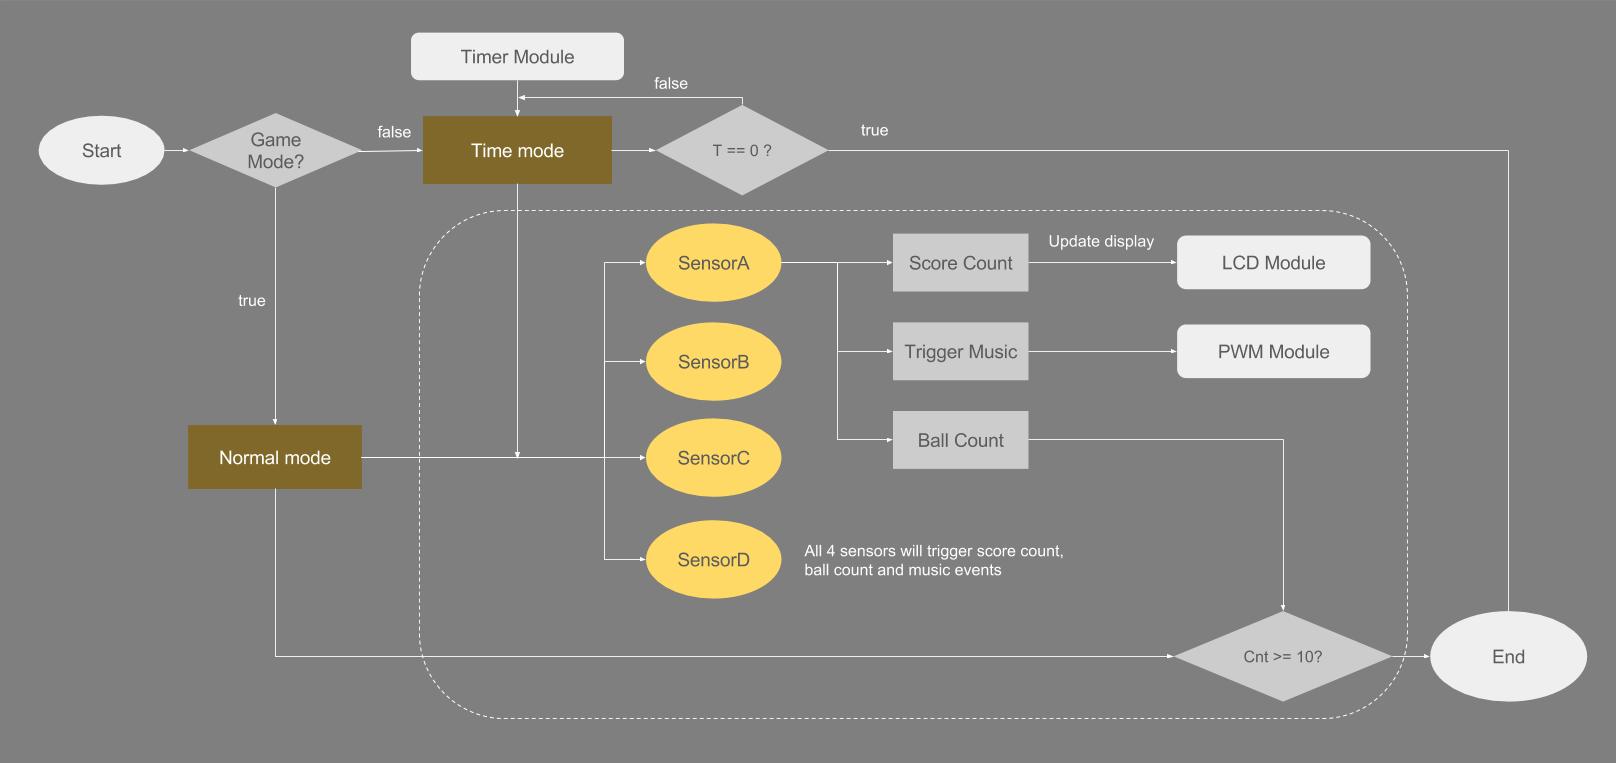 Timer Module
false
Start
Game
Mode?
false
Time mode
T == 0 ?
true
SensorA
Score Count
Update display
LCD Module
true
SensorB
Trigger Music
PWM Module
Normal mode
SensorC
Ball Count
SensorD
All 4 sensors will trigger score count,
ball count and music events
Cnt >= 10?
End